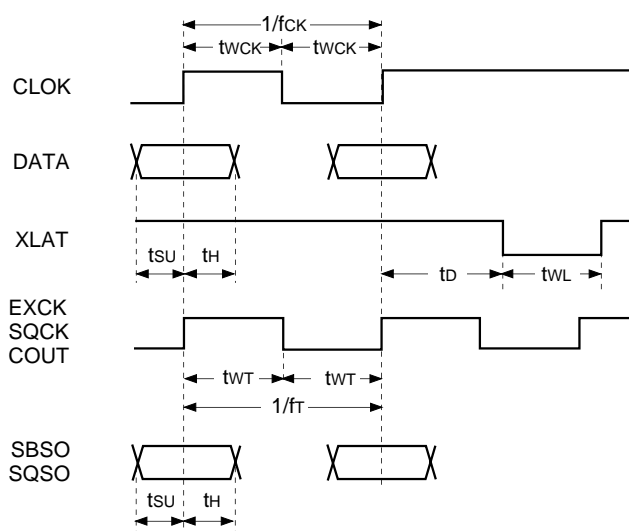 1/fCK
tWCK tWCK
CLOK
DATA
XLAT
tSU tH
tD tWL
EXCK
SQCK
COUT
tWT tWT
1/fT
SBSO
SQSO
tSU tH